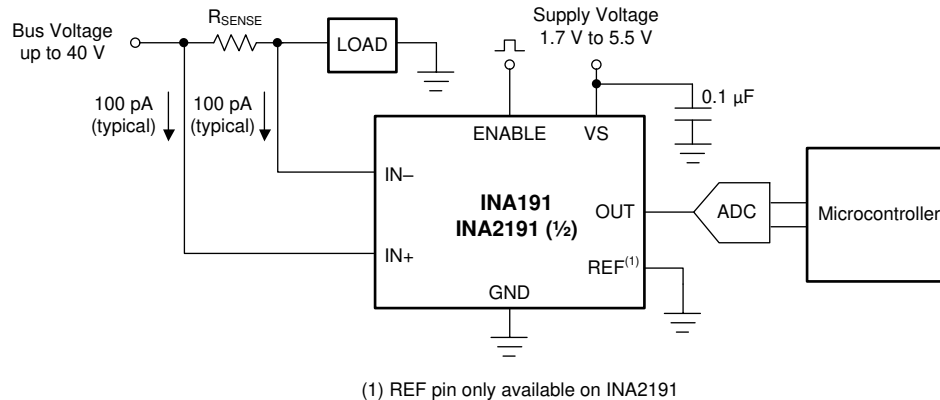 Bus Voltage
up to 40 V
RSENSE
LOAD
Supply Voltage
1.7 V to 5.5 V
100 pA
(typical)
100 pA
(typical)
0.1 µF
ENABLE
VS
IN–
INA191
INA2191 (½)
OUT
ADC
Microcontroller
IN+
REF(1)
GND
(1) REF pin only available on INA2191